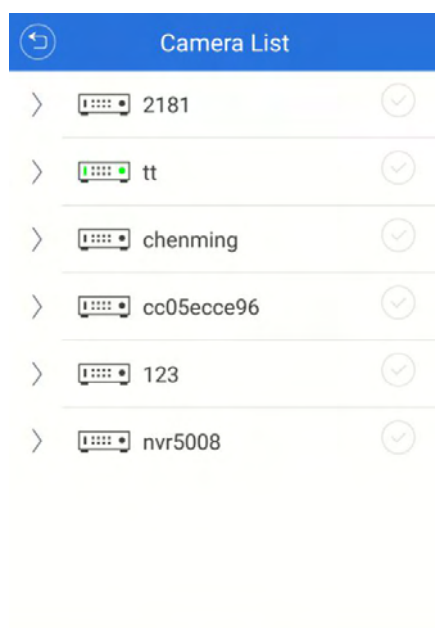 Camera List
2181
tt
chenming
cc05ecce96
123
nvr5008